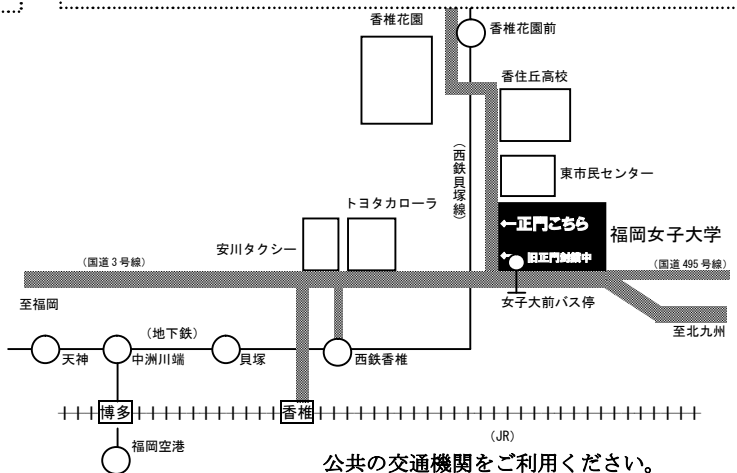 香椎花園
香椎花園前
香住丘高校
(西鉄貝塚線)
東市民センター
トヨタカローラ
←正門こちら
福岡女子大学
安川タクシー
←旧正門封鎖中
(国道3号線)
(国道495号線)
至福岡
女子大前バス停
至北九州
(地下鉄)
天神
中洲川端
貝塚
西鉄香椎
博多
香椎
(JR)
福岡空港
公共の交通機関をご利用ください。